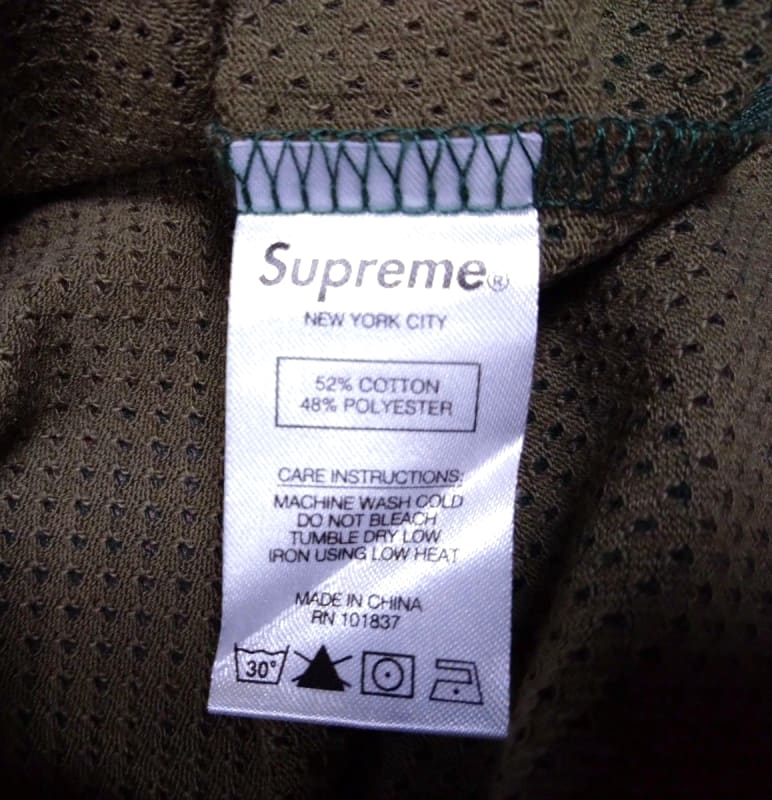 Supreme®
NEW YORK CITY
52% COTTON
48% POLYESTER
CARE INSTRUCTIONS:
MACHINE WASH COLD
DO NOT BLEACH
TUMBLE DRY LOW
IRON USING LOW HEAT
MADE IN CHINA
RN 101837
30°